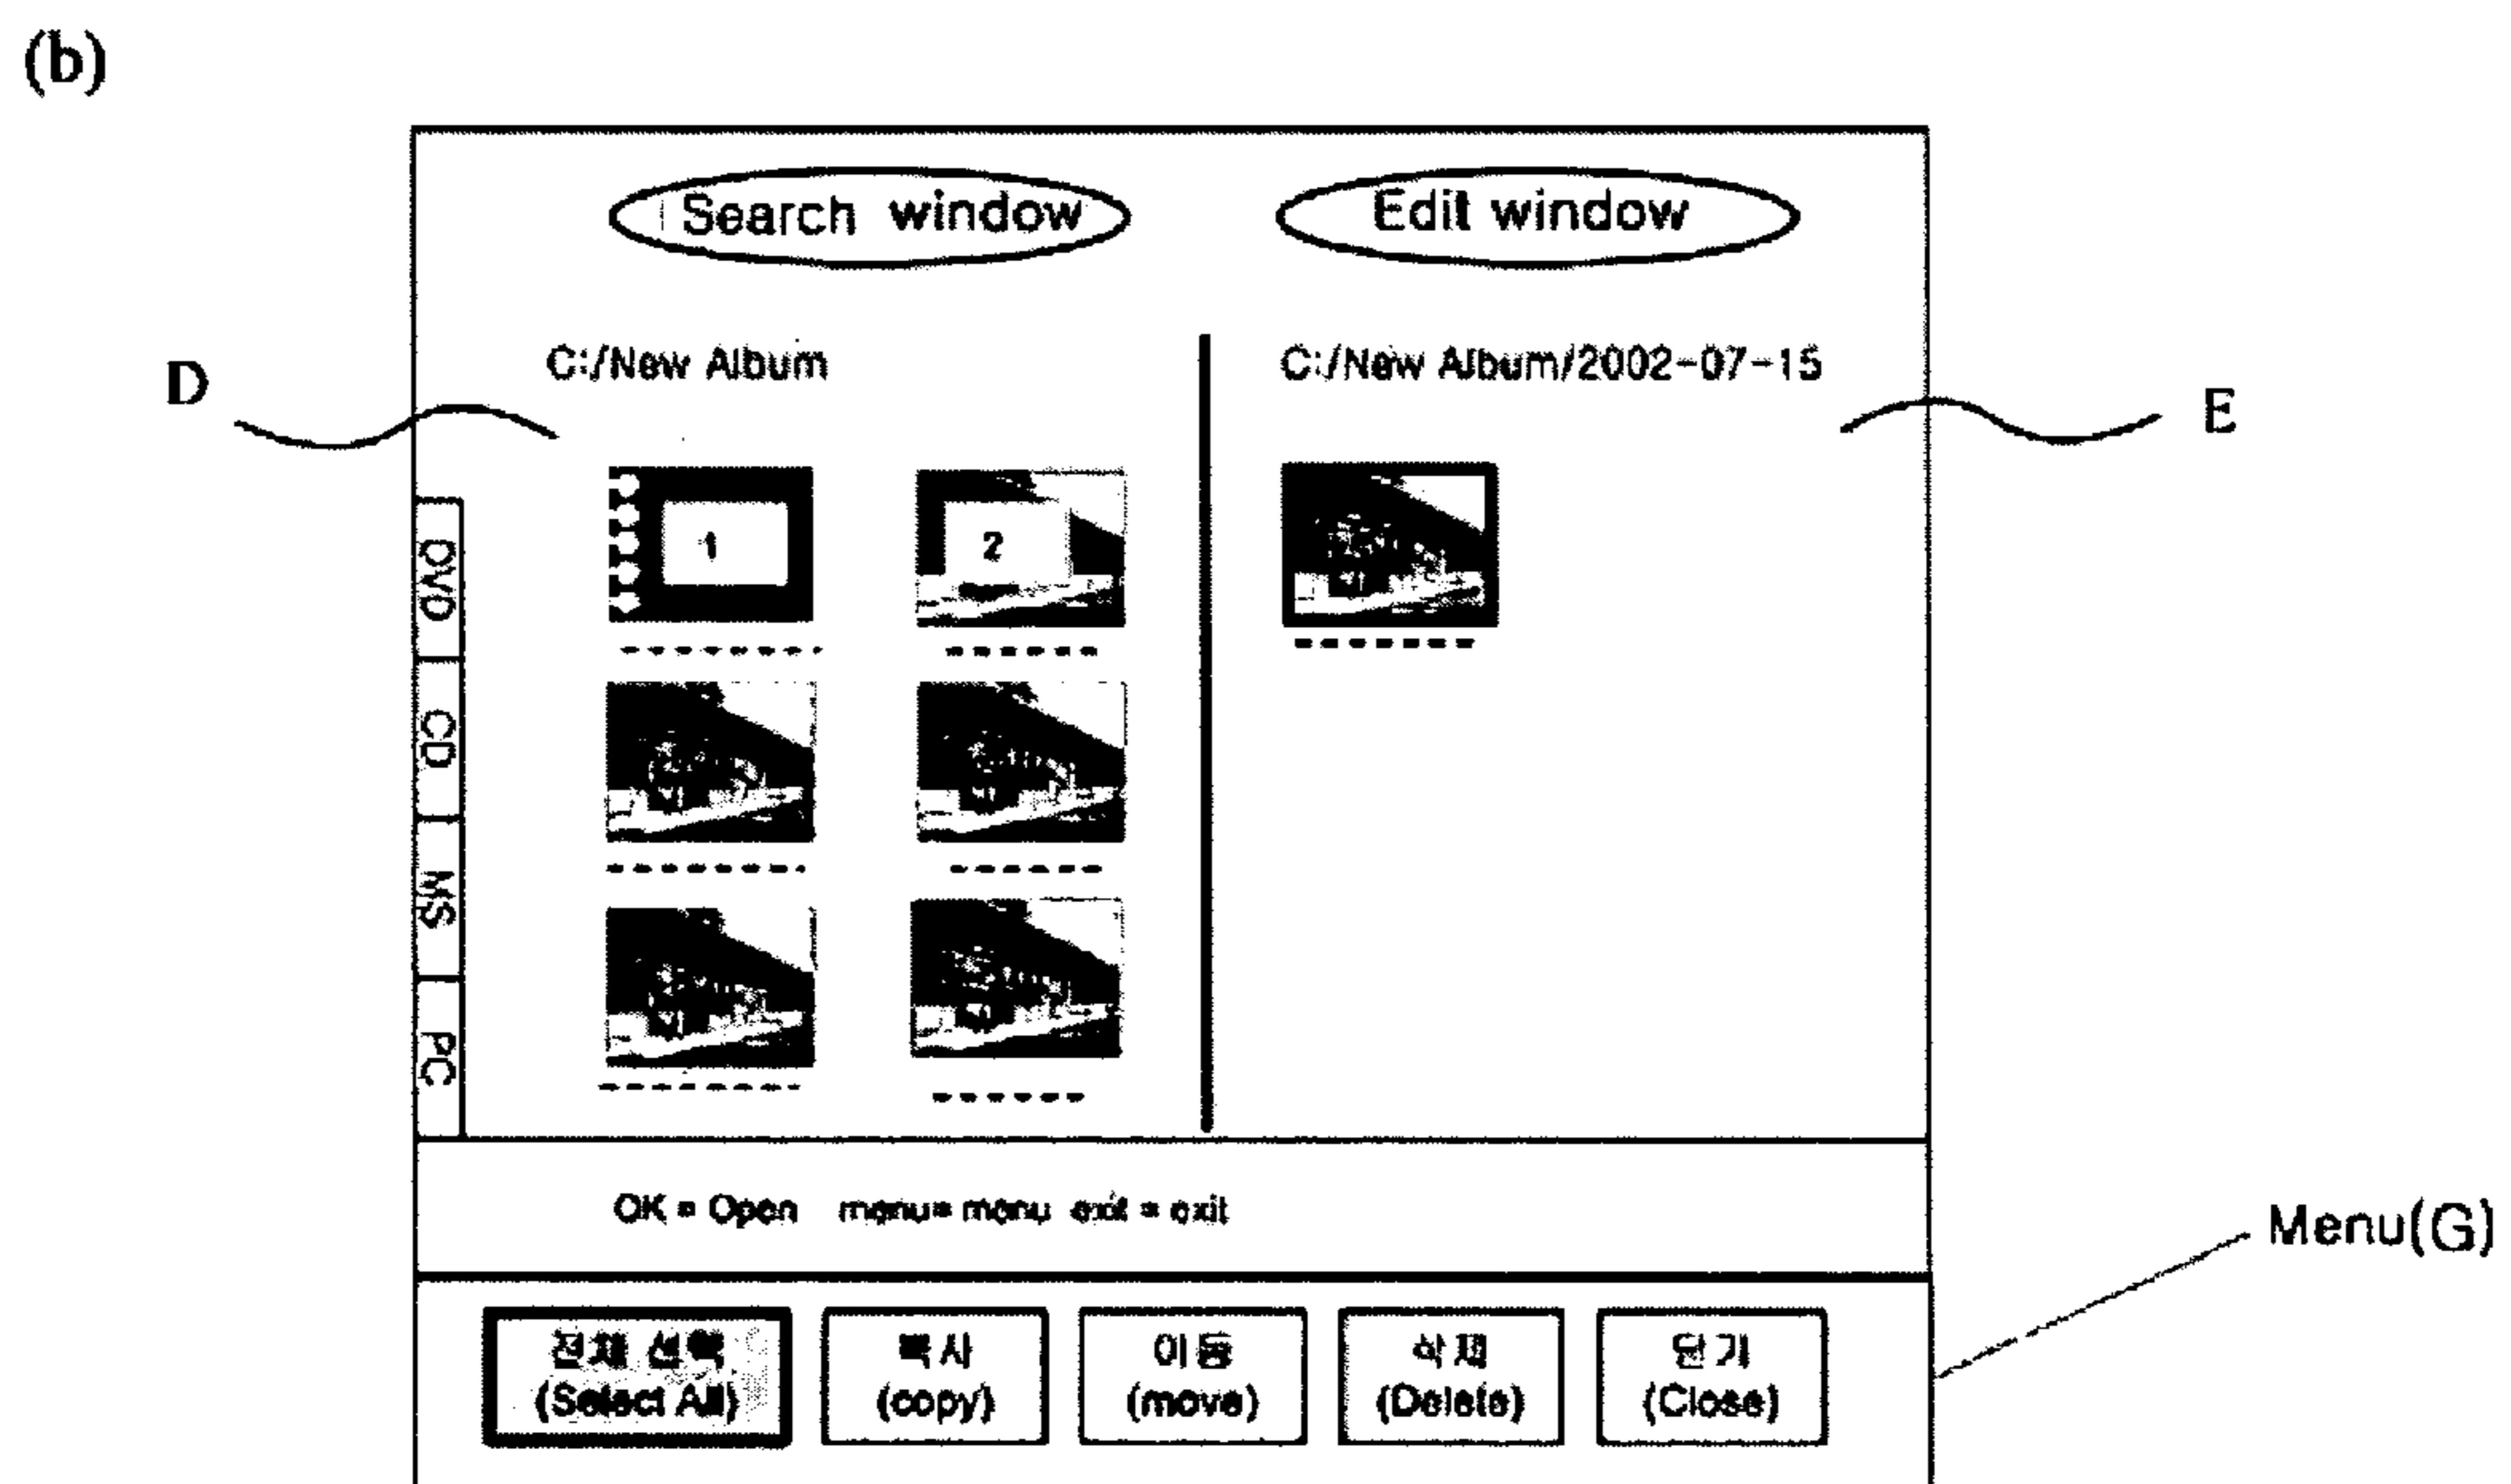 (b)
Search window
Edit window
C:/New Album
C:/New Album/2002-07-15
D
E
1
2
DVD
CD
MS
PC
OK = Open menu= menu exit = exit
Menu(G)
전체 선택
(Select All)
복사
(copy)
이동
(move)
삭제
(Delete)
닫기
(Close)